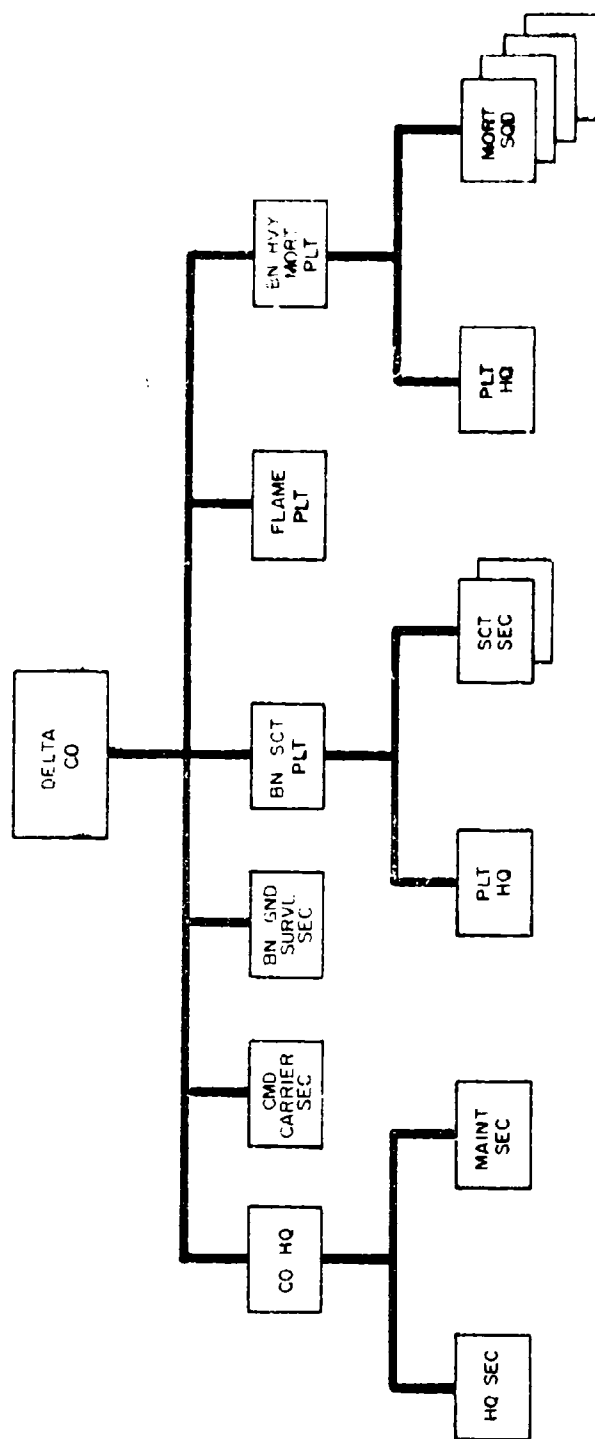 DELTA
CO
CO HQ
CMD
CARRIER
SEC
BN GND
SURVL
SEC
BN SCT
PLT
FLAME
PLT
BN HVY
MORT
PLT
HQ SEC
MAINT
SEC
PLT
HQ
SCT
SEC
PLT
HQ
MORT
SQD